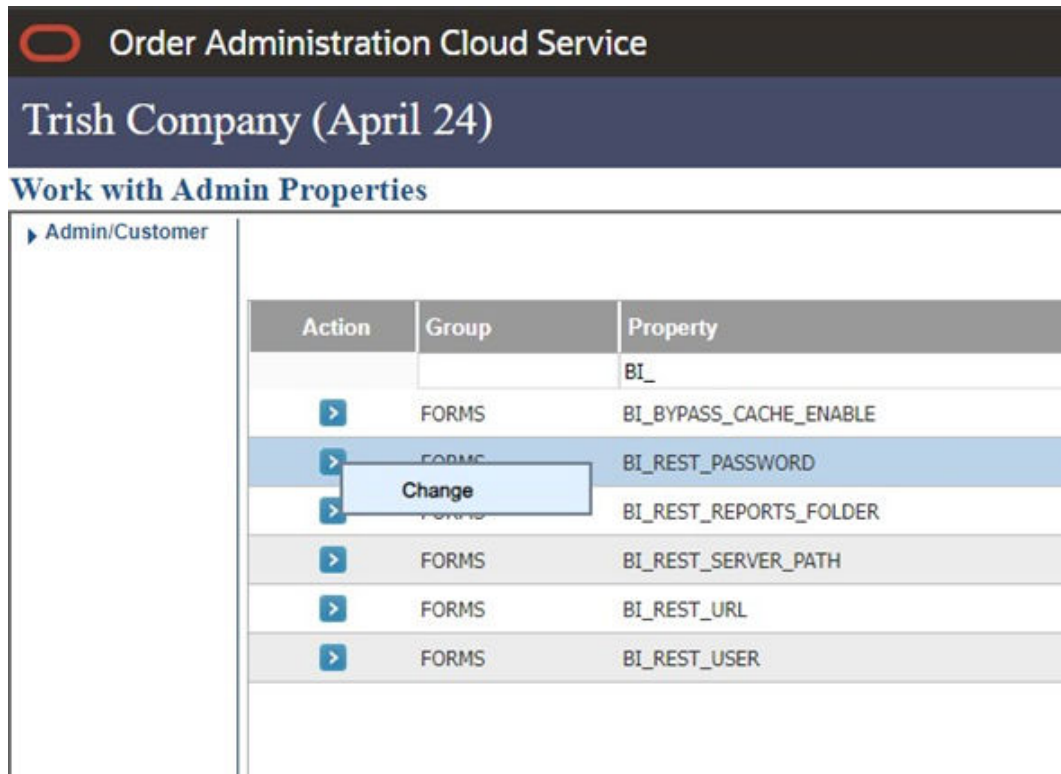 Order Administration Cloud Service
Trish Company (April 24)
Work with Admin Properties
Admin/Customer
Action Group Property
BI_
FORMS BI_BYPASS_CACHE_ENABLE
BI_REST_PASSWORD
Change
BI_REST_REPORTS_FOLDER
FORMS BI_REST_SERVER_PATH
FORMS BI_REST_URL
FORMS BI_REST_USER